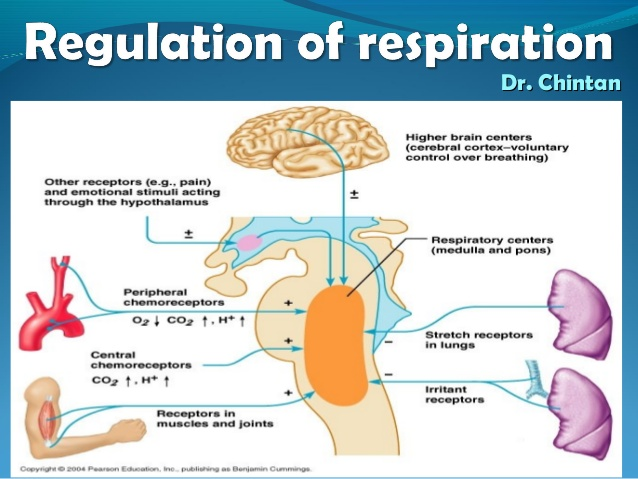 Regulation of respiration
Dr. Chintan
Higher brain centers
(cerebral cortex–voluntary
control over breathing)
Other receptors (e.g., pain)
and emotional stimuli acting
through the hypothalamus
±
±
Respiratory centers
(medulla and pons)
Peripheral
chemoreceptors
O₂ ↓ CO₂ ↑, H⁺ ↑
+
Stretch receptors
in lungs
–
Central
chemoreceptors
CO₂ ↑, H⁺ ↑
+
Irritant
receptors
–
Receptors in
muscles and joints
+
Copyright © 2004 Pearson Education, Inc., publishing as Benjamin Cummings.